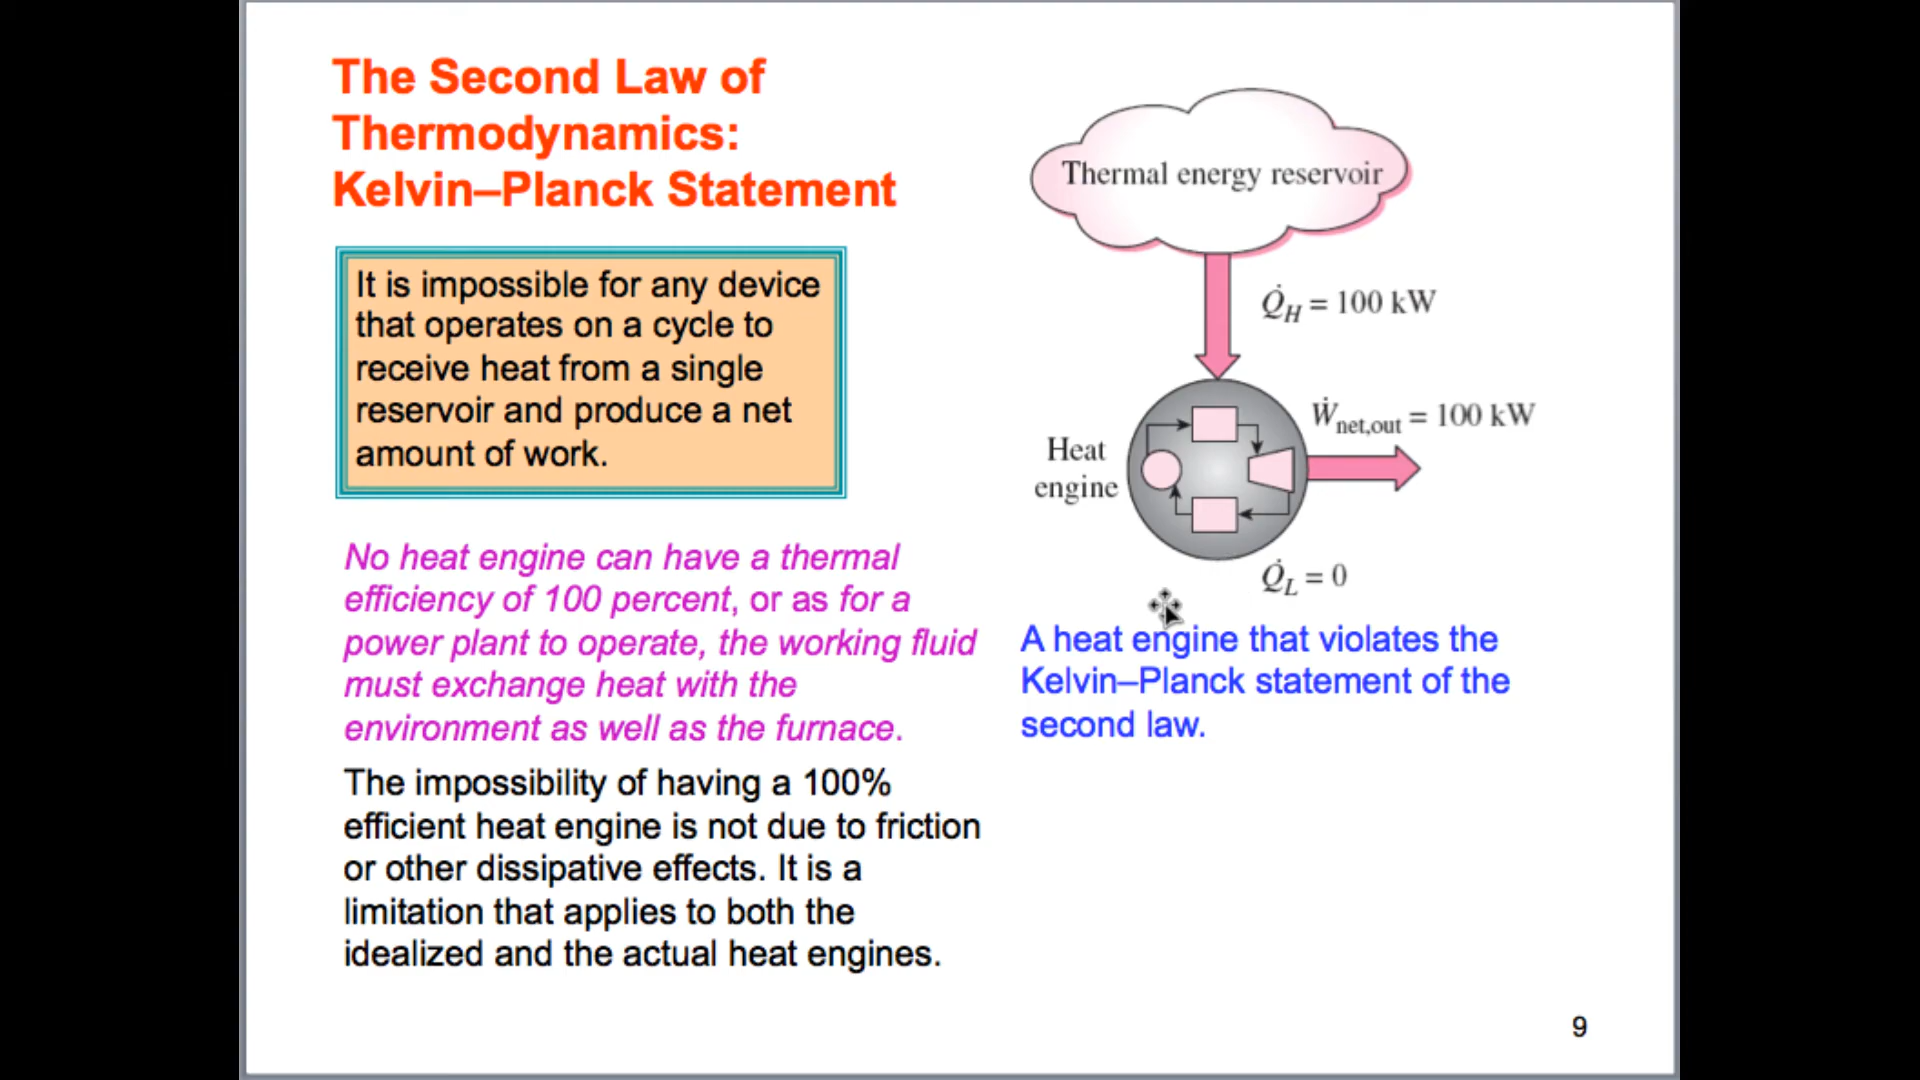 The Second Law of
Thermodynamics:
Kelvin–Planck Statement
It is impossible for any device
that operates on a cycle to
receive heat from a single
reservoir and produce a net
amount of work.
No heat engine can have a thermal
efficiency of 100 percent, or as for a
power plant to operate, the working fluid
must exchange heat with the
environment as well as the furnace.
The impossibility of having a 100%
efficient heat engine is not due to friction
or other dissipative effects. It is a
limitation that applies to both the
idealized and the actual heat engines.
Thermal energy reservoir
Q̇_H = 100 kW
Ẇ_net,out = 100 kW
Heat
engine
Q̇_L = 0
A heat engine that violates the
Kelvin–Planck statement of the
second law.
9